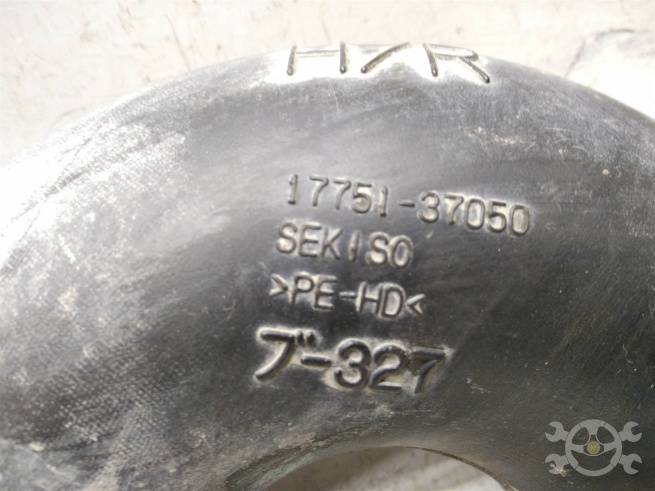 H/R
17751-37050
SEKISO
>PE-HD<
ブ-327